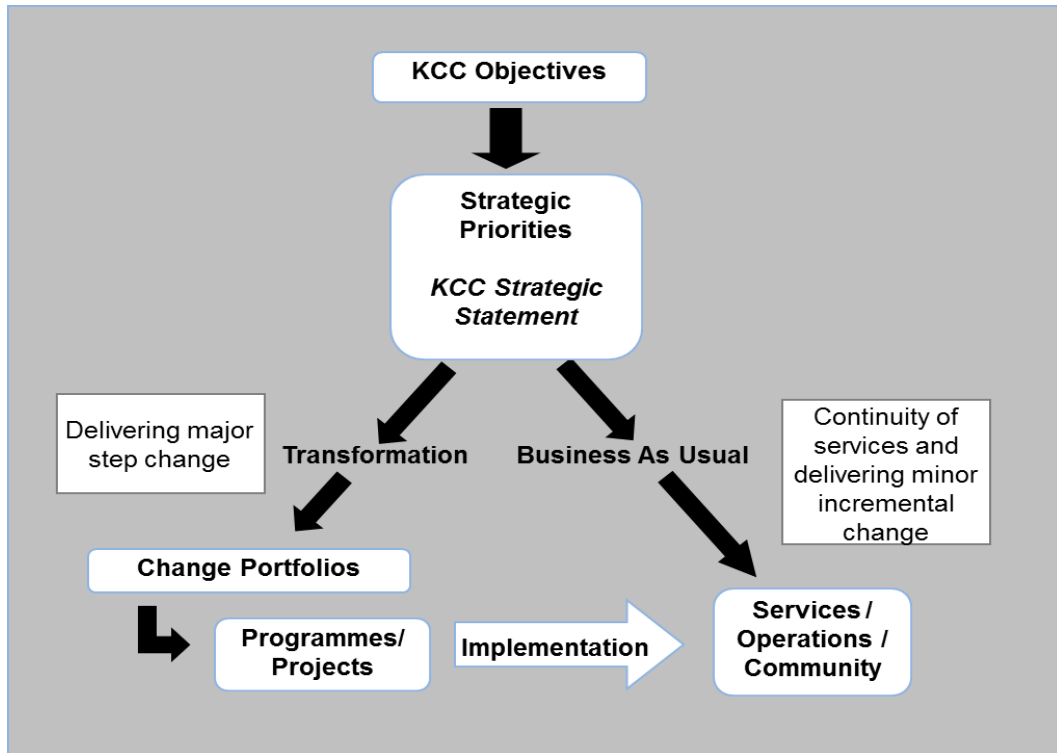 KCC Objectives
Strategic
Priorities
KCC Strategic
Statement
Delivering major
step change
Transformation
Business As Usual
Continuity of
services and
delivering minor
incremental
change
Change Portfolios
Programmes/
Projects
Implementation
Services /
Operations /
Community